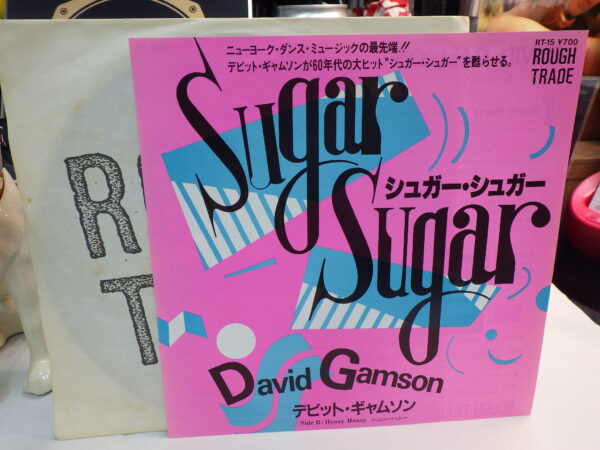 RT-15 ¥700
ROUGH
TRADE
ニューヨーク・ダンス・ミュージックの最先端.!!
デビット・ギャムソンが'60年代の大ヒット"シュガー・シュガー"を甦らせる。
Sugar
Sugar
シュガー・シュガー
David Gamson
デビット・ギャムソン
Side B:Honey Honey ハニー・ハニー
R
T
ROUGH TRADE